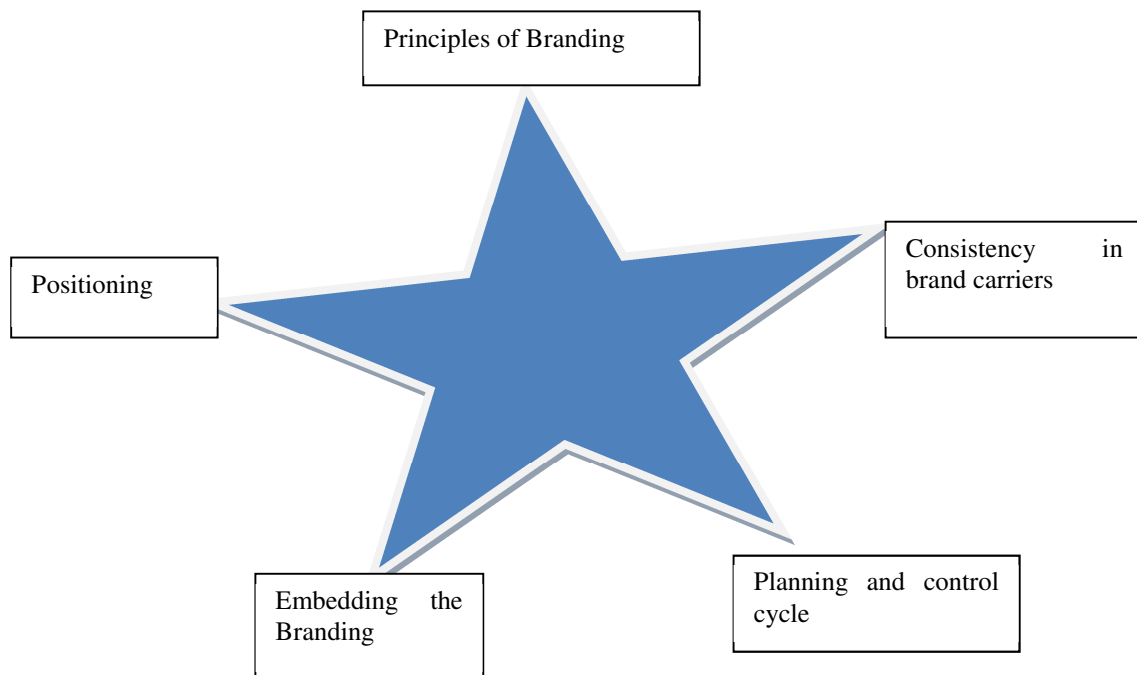 Principles of Branding
Consistency in
brand carriers
Positioning
Planning and control
cycle
Embedding the
Branding